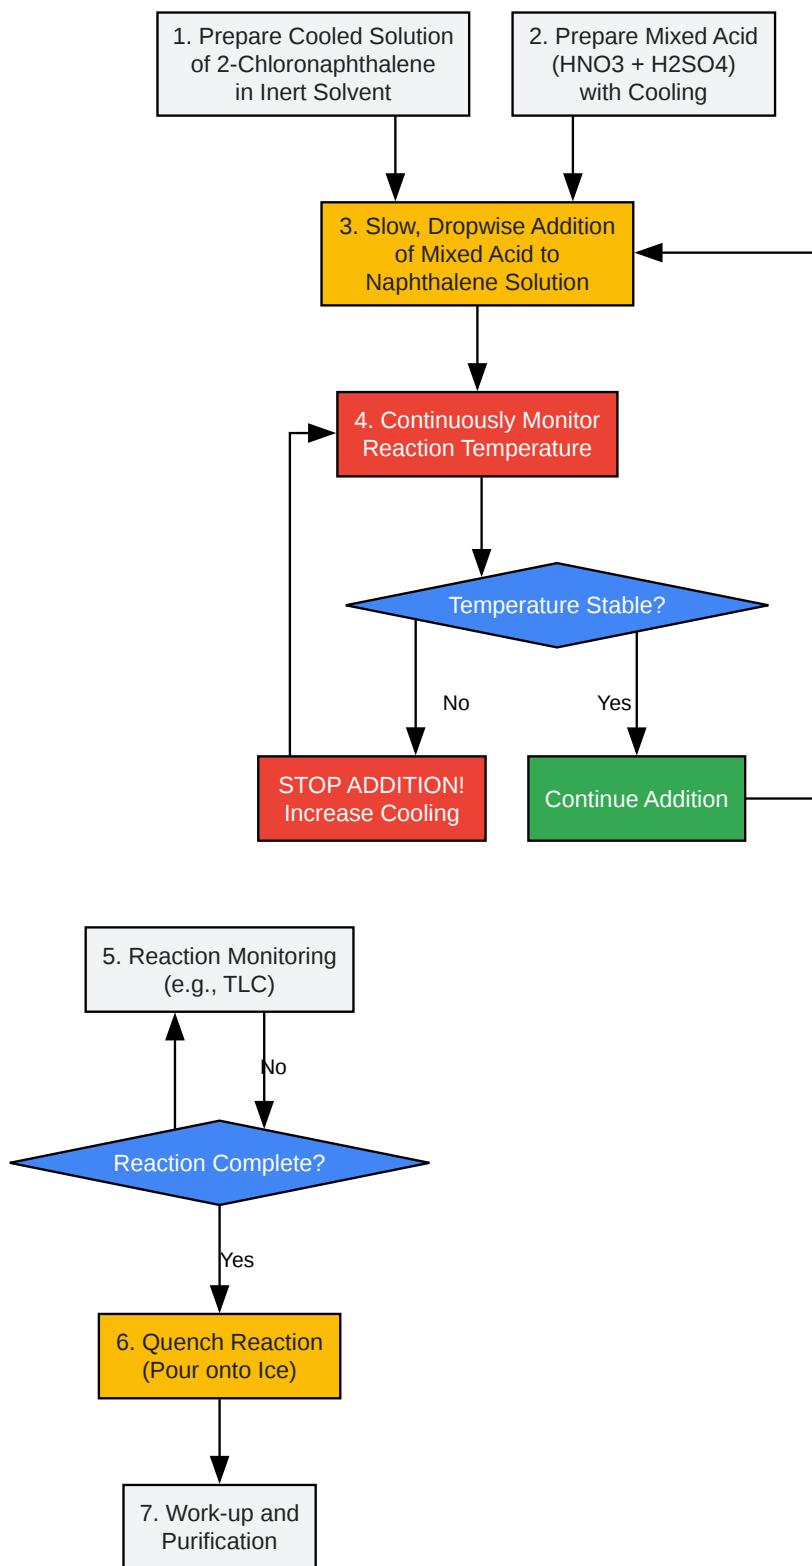 1. Prepare Cooled Solution
of 2-Chloronaphthalene
in Inert Solvent
2. Prepare Mixed Acid
(HNO3 + H2SO4)
with Cooling
3. Slow, Dropwise Addition
of Mixed Acid to
Naphthalene Solution
4. Continuously Monitor
Reaction Temperature
Temperature Stable?
No
Yes
STOP ADDITION!
Increase Cooling
Continue Addition
5. Reaction Monitoring
(e.g., TLC)
No
Reaction Complete?
Yes
6. Quench Reaction
(Pour onto Ice)
7. Work-up and
Purification